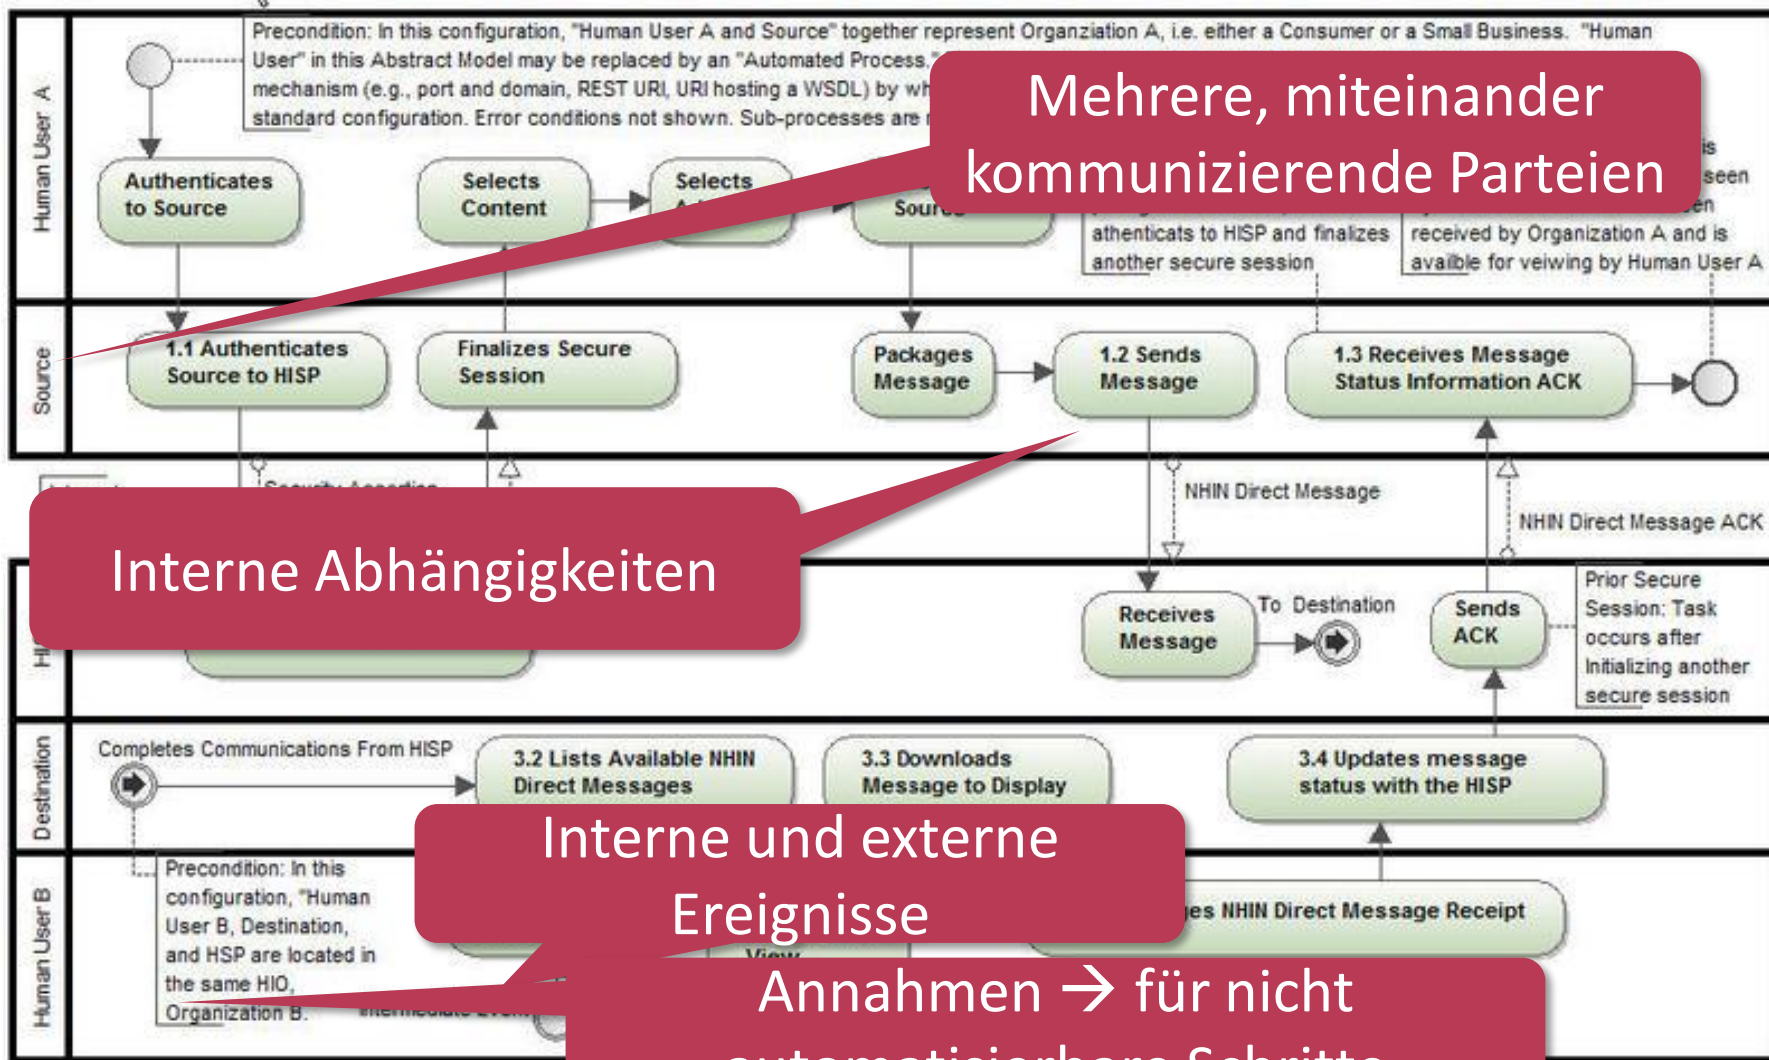 Precondition: In this configuration, "Human User A and Source" together represent Organziation A, i.e. either a Consumer or a Small Business. "Human
User" in this Abstract Model may be replaced by an "Automated Process."
mechanism (e.g., port and domain, REST URI, URI hosting a WSDL) by
standard configuration. Error conditions not shown. Sub-processes are
Mehrere, miteinander
kommunizierende Parteien
Human User A
Authenticates
to Source
Selects
Content
Selects
Source
is
seen
athenticats to HISP and finalizes
another secure session
received by Organization A and is
availble for veiwing by Human User A
Source
1.1 Authenticates
Source to HISP
Finalizes Secure
Session
Packages
Message
1.2 Sends
Message
1.3 Receives Message
Status Information ACK
Security Assertion
NHIN Direct Message
NHIN Direct Message ACK
Interne Abhängigkeiten
Receives
Message
To Destination
Sends
ACK
Prior Secure
Session: Task
occurs after
Initializing another
secure session
Destination
Completes Communications From HISP
3.2 Lists Available NHIN
Direct Messages
3.3 Downloads
Message to Display
3.4 Updates message
status with the HISP
Interne und externe
Ereignisse
Human User B
Precondition: In this
configuration, "Human
User B, Destination,
and HSP are located in
the same HIO,
Organization B.
NHIN Direct Message Receipt
View
Annahmen → für nicht
automatisierbare Schritte